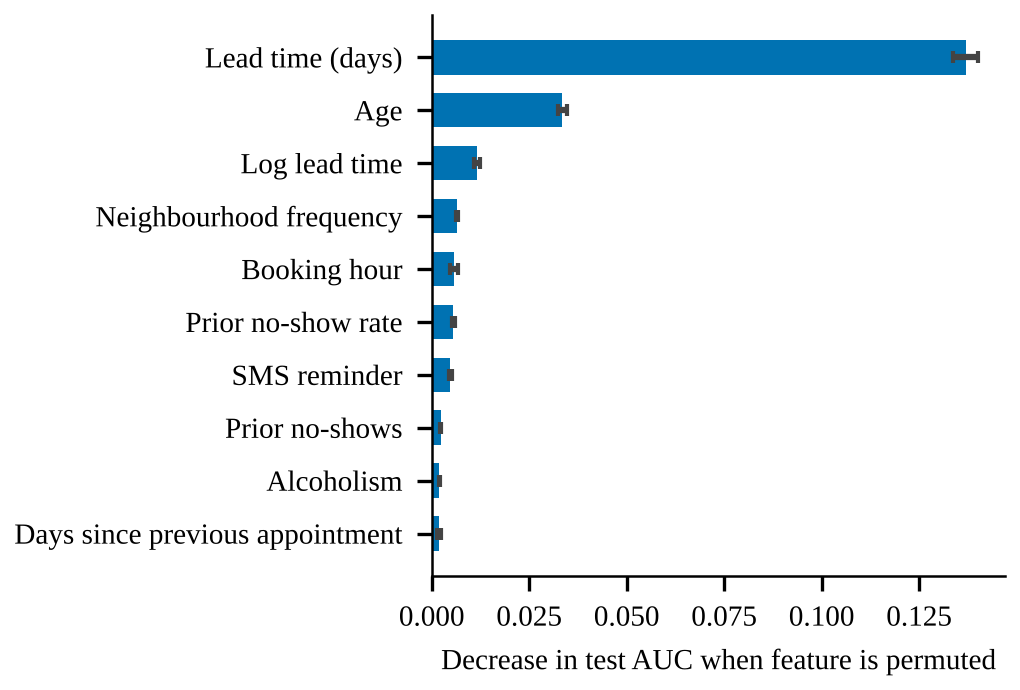 Lead time (days)
Age
Log lead time
Neighbourhood frequency
Booking hour
Prior no-show rate
SMS reminder
Prior no-shows
Alcoholism
Days since previous appointment
0.000 0.025 0.050 0.075 0.100 0.125
Decrease in test AUC when feature is permuted